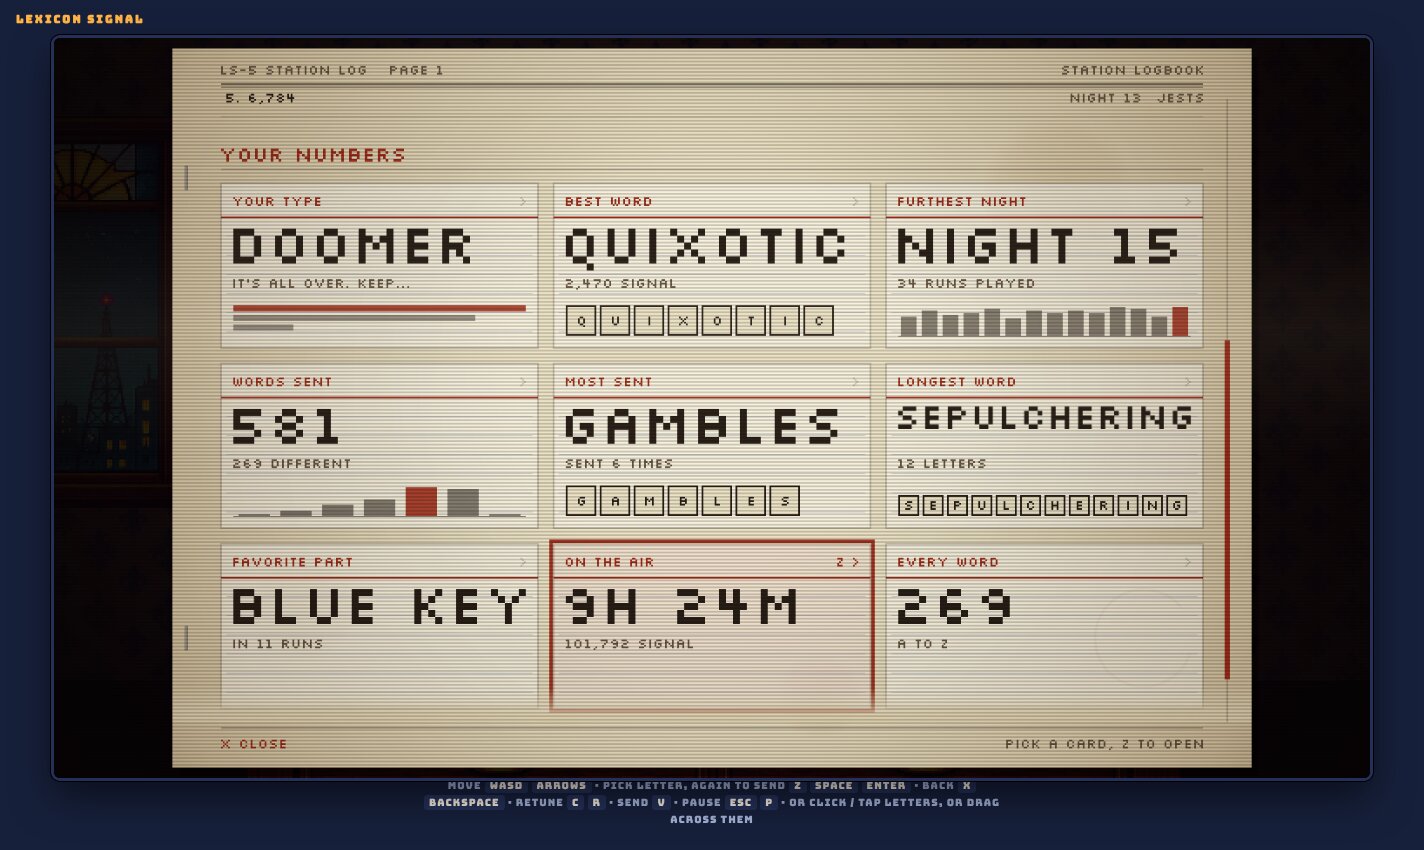 LEXICON SIGNAL
LS-5 STATION LOG PAGE 1
STATION LOGBOOK
5. 6,784
NIGHT 13 JESTS
YOUR NUMBERS
YOUR TYPE >
DOOMER
IT'S ALL OVER. KEEP...
BEST WORD >
QUIXOTIC
2,470 SIGNAL
Q U I X O T I C
FURTHEST NIGHT >
NIGHT 15
34 RUNS PLAYED
WORDS SENT >
581
269 DIFFERENT
MOST SENT >
GAMBLES
SENT 6 TIMES
G A M B L E S
LONGEST WORD >
SEPULCHERING
12 LETTERS
S E P U L C H E R I N G
FAVORITE PART >
BLUE KEY
IN 11 RUNS
ON THE AIR Z >
9H 24M
101,792 SIGNAL
EVERY WORD >
269
A TO Z
X CLOSE
PICK A CARD, Z TO OPEN
MOVE WASD ARROWS · PICK LETTER, AGAIN TO SEND Z SPACE ENTER · BACK X
BACKSPACE · RETUNE C R · SEND V · PAUSE ESC P · OR CLICK / TAP LETTERS, OR DRAG
ACROSS THEM